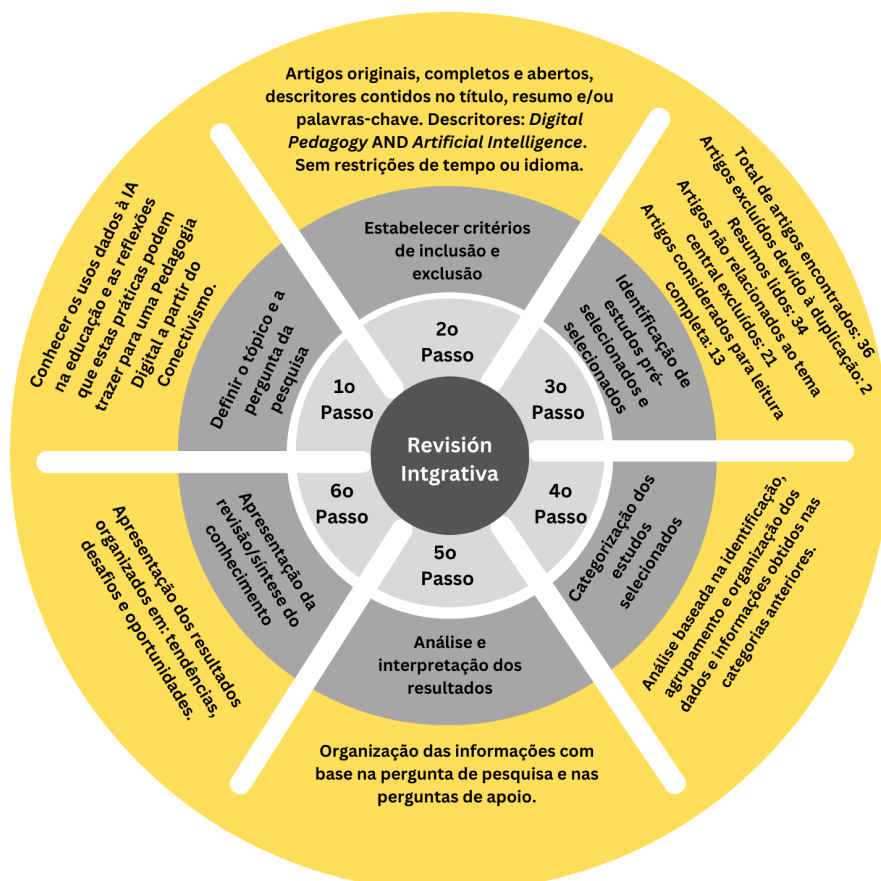 Revisión
Intgrativa
1o
Passo
Definir o tópico e a
pergunta da
pesquisa
Conhecer os usos dados à IA
na educação e as reflexões
que estas práticas podem
trazer para uma Pedagogia
Digital a partir do
Conectivismo.
2o
Passo
Estabelecer critérios
de inclusão e
exclusão
Artigos originais, completos e abertos,
descritores contidos no título, resumo e/ou
palavras-chave. Descritores: Digital
Pedagogy AND Artificial Intelligence.
Sem restrições de tempo ou idioma.
3o
Passo
Identificação de
estudos pré-
selecionados e
selecionados
Total de artigos encontrados: 36
Artigos excluídos devido à duplicação: 2
Resumos lidos: 34
Artigos não relacionados ao tema
central excluídos: 21
Artigos considerados para leitura
completa: 13
4o
Passo
Categorização dos
estudos
selecionados
Análise baseada na identificação,
agrupamento e organização dos
dados e informações obtidos nas
categorias anteriores.
5o
Passo
Análise e
interpretação dos
resultados
Organização das informações com
base na pergunta de pesquisa e nas
perguntas de apoio.
6o
Passo
Apresentação da
revisão/síntese do
conhecimento
Apresentação dos resultados
organizados em: tendências,
desafios e oportunidades.